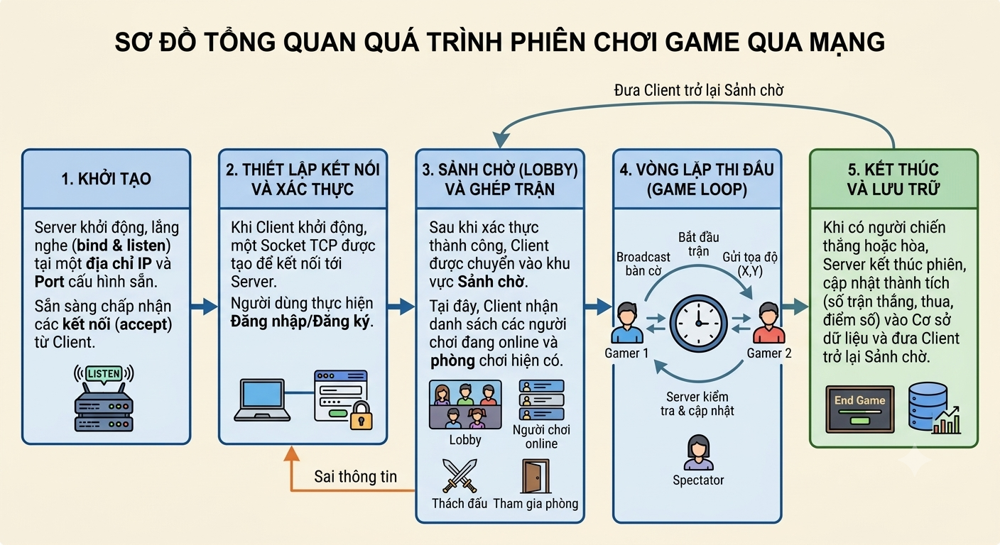 SƠ ĐỒ TỔNG QUAN QUÁ TRÌNH PHIÊN CHƠI GAME QUA MẠNG
Đưa Client trở lại Sảnh chờ
1. KHỞI TẠO
Server khởi động, lắng
nghe (bind & listen)
tại một địa chỉ IP và
Port cấu hình sẵn.
Sẵn sàng chấp nhận
các kết nối (accept)
từ Client.
LISTEN
2. THIẾT LẬP KẾT NỐI
VÀ XÁC THỰC
Khi Client khởi động,
một Socket TCP được
tạo để kết nối tới
Server.
Người dùng thực hiện
Đăng nhập/Đăng ký.
Sai thông tin
3. SẢNH CHỜ (LOBBY)
VÀ GHÉP TRẬN
Sau khi xác thực
thành công, Client
được chuyển vào khu
vực Sảnh chờ.
Tại đây, Client nhận
danh sách các người
chơi đang online và
phòng chơi hiện có.
Lobby
Người chơi
online
Thách đấu
Tham gia phòng
4. VÒNG LẶP THI ĐẤU
(GAME LOOP)
Bắt đầu
trận
Broadcast
bàn cờ
Gửi tọa độ
(X,Y)
Gamer 1
Gamer 2
Server kiểm
tra & cập nhật
Spectator
5. KẾT THÚC
VÀ LƯU TRỮ
Khi có người chiến
thắng hoặc hòa,
Server kết thúc phiên,
cập nhật thành tích
(số trận thắng, thua,
điểm số) vào Cơ sở
dữ liệu và đưa Client
trở lại Sảnh chờ.
End Game